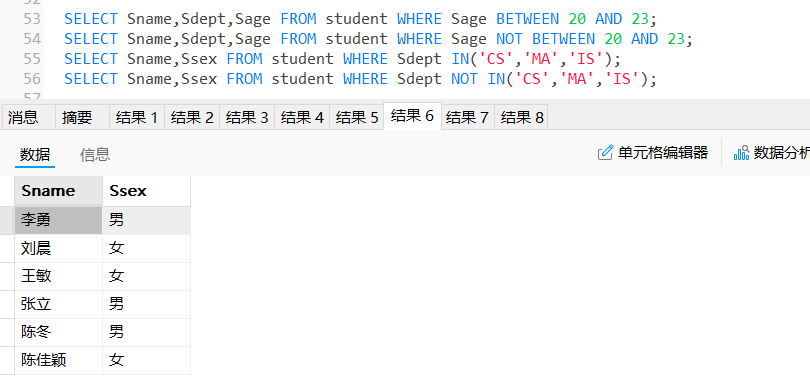 53 SELECT Sname,Sdept,Sage FROM student WHERE Sage BETWEEN 20 AND 23;
54 SELECT Sname,Sdept,Sage FROM student WHERE Sage NOT BETWEEN 20 AND 23;
55 SELECT Sname,Ssex FROM student WHERE Sdept IN('CS','MA','IS');
56 SELECT Sname,Ssex FROM student WHERE Sdept NOT IN('CS','MA','IS');
57
消息 摘要 结果 1 结果 2 结果 3 结果 4 结果 5 结果 6 结果 7 结果 8
数据 信息 单元格编辑器 数据分析
Sname Ssex
李勇 男
刘晨 女
王敏 女
张立 男
陈冬 男
陈佳颖 女